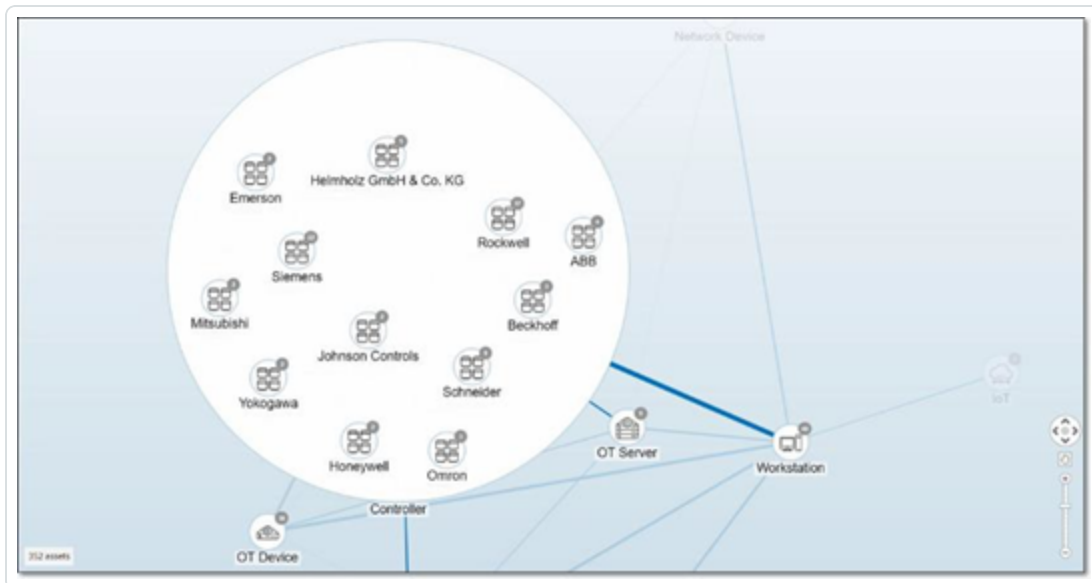 Network Device
Helmholz GmbH & Co. KG
Emerson
Rockwell
ABB
Siemens
Mitsubishi
Beckhoff
Johnson Controls
Schneider
Yokogawa
Honeywell
Omron
OT Server
Workstation
IoT
Controller
OT Device
352 assets